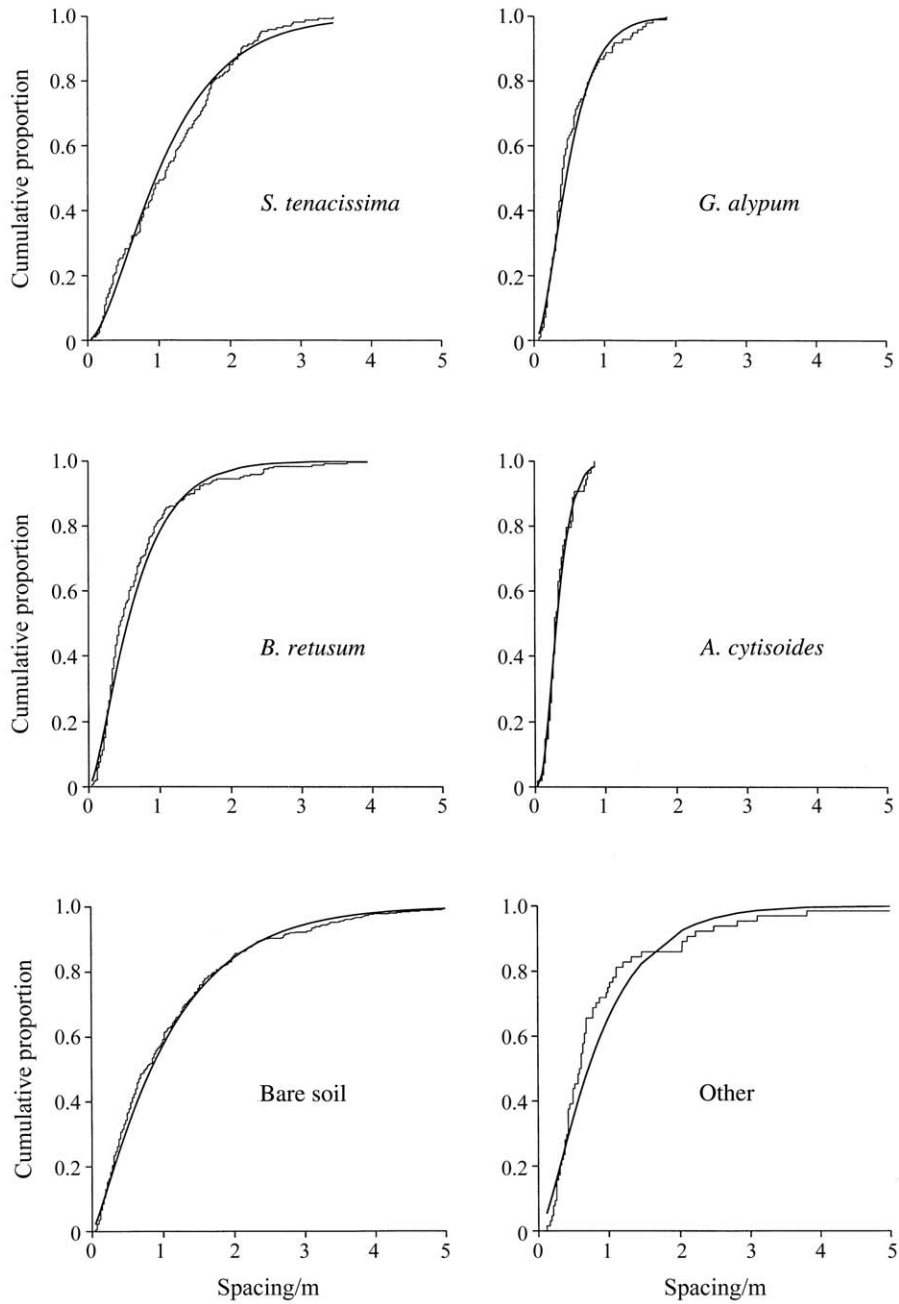 Cumulative proportion
1.0
0.8
0.6
0.4
0.2
0
S. tenacissima
0 1 2 3 4 5
1.0
0.8
0.6
0.4
0.2
0
G. alypum
0 1 2 3 4 5
Cumulative proportion
1.0
0.8
0.6
0.4
0.2
0
B. retusum
0 1 2 3 4 5
1.0
0.8
0.6
0.4
0.2
0
A. cytisoides
0 1 2 3 4 5
Cumulative proportion
1.0
0.8
0.6
0.4
0.2
0
Bare soil
0 1 2 3 4 5
Spacing/m
1.0
0.8
0.6
0.4
0.2
0
Other
0 1 2 3 4 5
Spacing/m